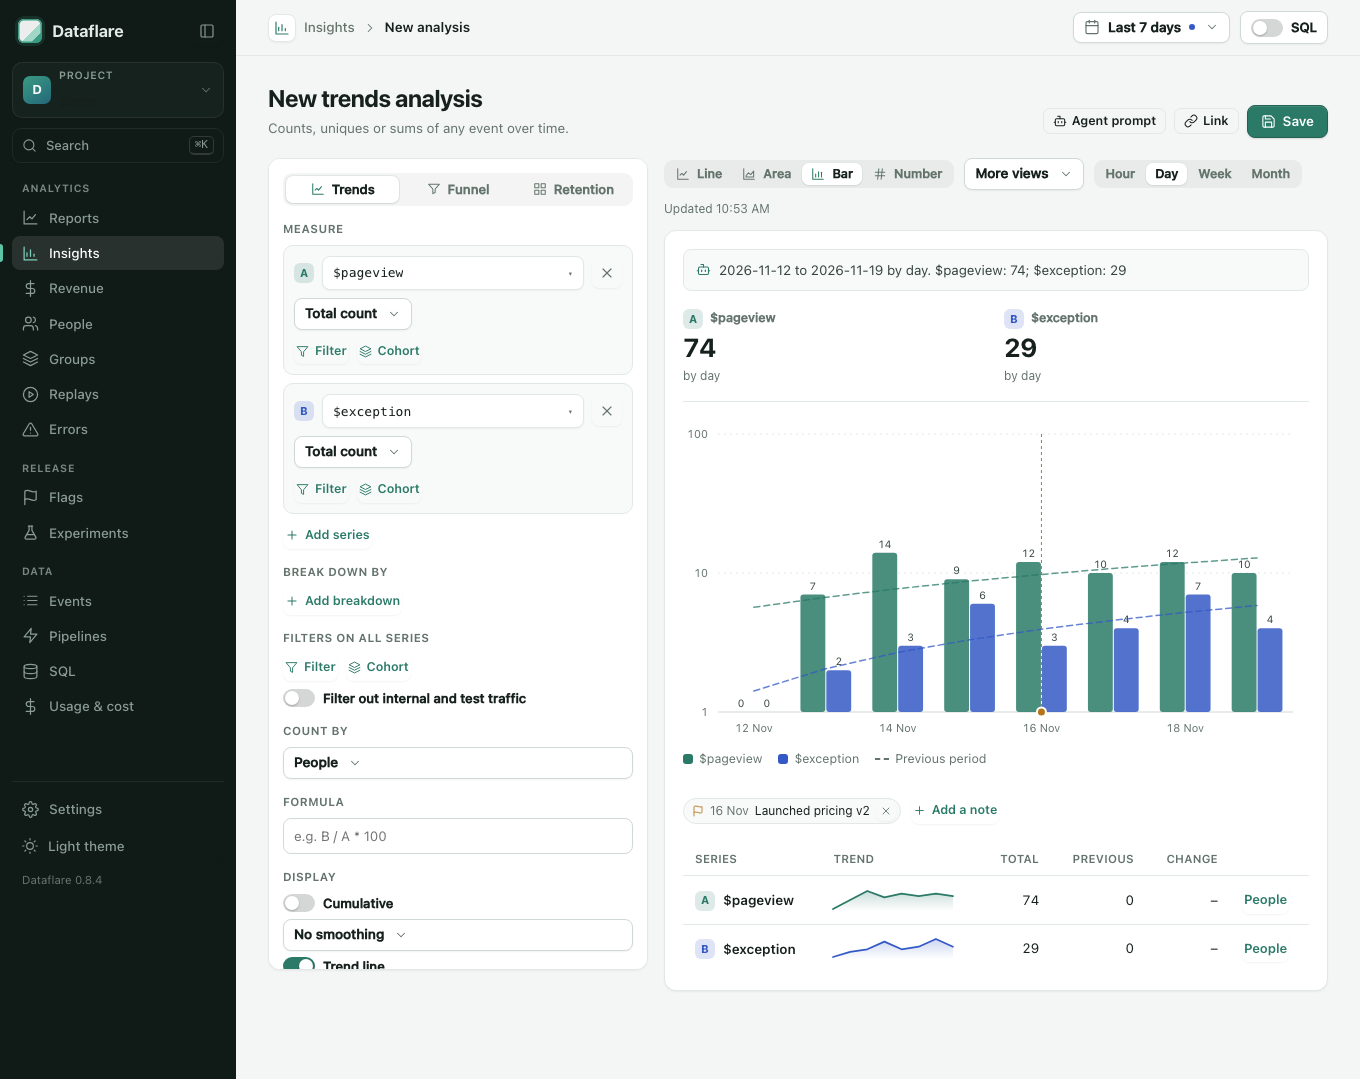 Dataflare
PROJECT
D
Search
⌘K
ANALYTICS
Reports
Insights
Revenue
People
Groups
Replays
Errors
RELEASE
Flags
Experiments
DATA
Events
Pipelines
SQL
Usage & cost
Settings
Light theme
Dataflare 0.8.4
Insights > New analysis
Last 7 days
SQL
New trends analysis
Counts, uniques or sums of any event over time.
Agent prompt
Link
Save
Trends
Funnel
Retention
MEASURE
A $pageview
Total count
Filter Cohort
B $exception
Total count
Filter Cohort
+ Add series
BREAK DOWN BY
+ Add breakdown
FILTERS ON ALL SERIES
Filter Cohort
Filter out internal and test traffic
COUNT BY
People
FORMULA
e.g. B / A * 100
DISPLAY
Cumulative
No smoothing
Trend line
Line Area Bar # Number
More views
Hour Day Week Month
Updated 10:53 AM
2026-11-12 to 2026-11-19 by day. $pageview: 74; $exception: 29
A $pageview
74
by day
B $exception
29
by day
100
10
1
0 0
7 2
14 3
9 6
12 3
10 4
12 7
10 4
12 Nov 14 Nov 16 Nov 18 Nov
$pageview $exception Previous period
16 Nov Launched pricing v2
+ Add a note
SERIES TREND TOTAL PREVIOUS CHANGE
A $pageview 74 0 – People
B $exception 29 0 – People